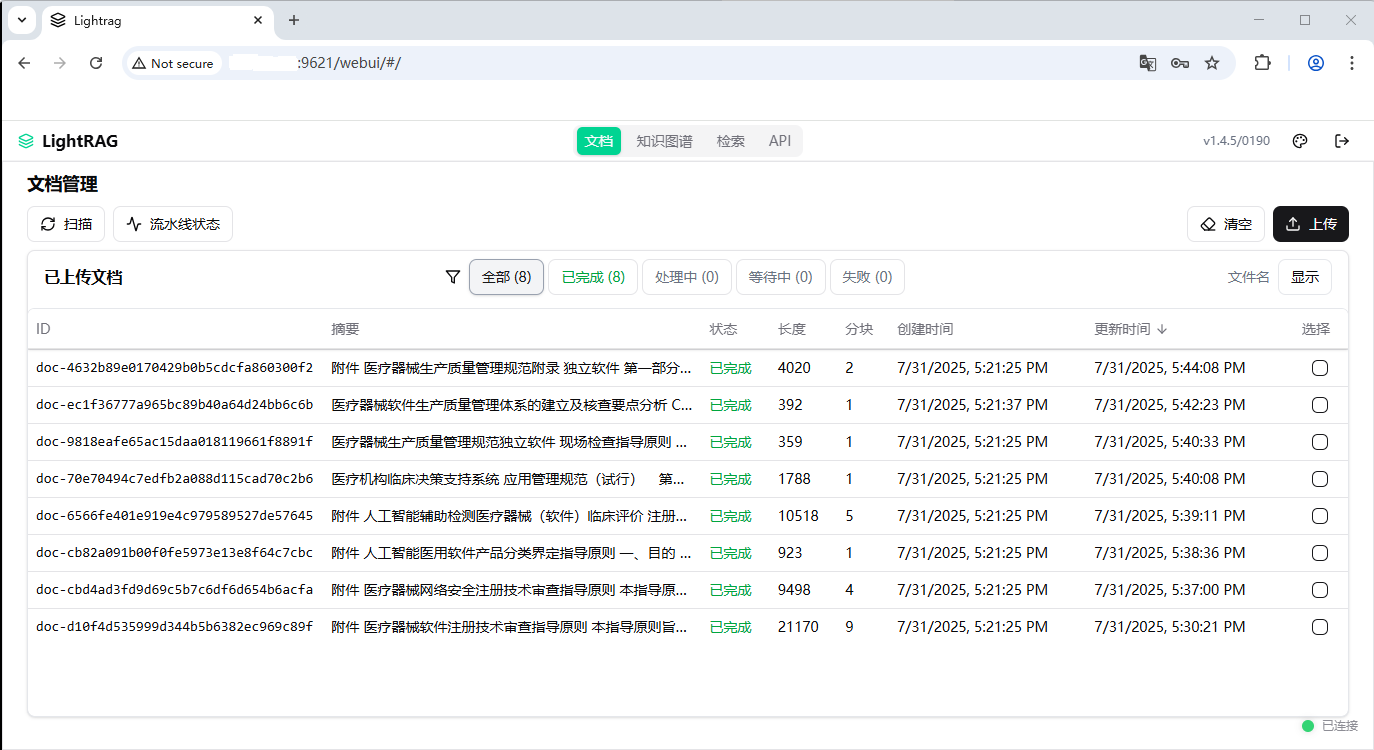 Lightrag
Not secure :9621/webui/#/
LightRAG 文档 知识图谱 检索 API v1.4.5/0190
文档管理
扫描 流水线状态 清空 上传
已上传文档 全部 (8) 已完成 (8) 处理中 (0) 等待中 (0) 失败 (0) 文件名 显示
ID 摘要 状态 长度 分块 创建时间 更新时间 ↓ 选择
doc-4632b89e0170429b0b5cdcfa860300f2 附件 医疗器械生产质量管理规范附录 独立软件 第一部分... 已完成 4020 2 7/31/2025, 5:21:25 PM 7/31/2025, 5:44:08 PM
doc-ec1f36777a965bc89b40a64d24bb6c6b 医疗器械软件生产质量管理体系的建立及核查要点分析 C... 已完成 392 1 7/31/2025, 5:21:37 PM 7/31/2025, 5:42:23 PM
doc-9818eafe65ac15daa018119661f8891f 医疗器械生产质量管理规范独立软件 现场检查指导原则 ... 已完成 359 1 7/31/2025, 5:21:25 PM 7/31/2025, 5:40:33 PM
doc-70e70494c7edfb2a088d115cad70c2b6 医疗机构临床决策支持系统 应用管理规范（试行） 第... 已完成 1788 1 7/31/2025, 5:21:25 PM 7/31/2025, 5:40:08 PM
doc-6566fe401e919e4c979589527de57645 附件 人工智能辅助检测医疗器械（软件）临床评价 注册... 已完成 10518 5 7/31/2025, 5:21:25 PM 7/31/2025, 5:39:11 PM
doc-cb82a091b00f0fe5973e13e8f64c7cbc 附件 人工智能医用软件产品分类界定指导原则 一、目的 ... 已完成 923 1 7/31/2025, 5:21:25 PM 7/31/2025, 5:38:36 PM
doc-cbd4ad3fd9d69c5b7c6df6d654b6acfa 附件 医疗器械网络安全注册技术审查指导原则 本指导原... 已完成 9498 4 7/31/2025, 5:21:25 PM 7/31/2025, 5:37:00 PM
doc-d10f4d535999d344b5b6382ec969c89f 附件 医疗器械软件注册技术审查指导原则 本指导原则旨... 已完成 21170 9 7/31/2025, 5:21:25 PM 7/31/2025, 5:30:21 PM
已连接